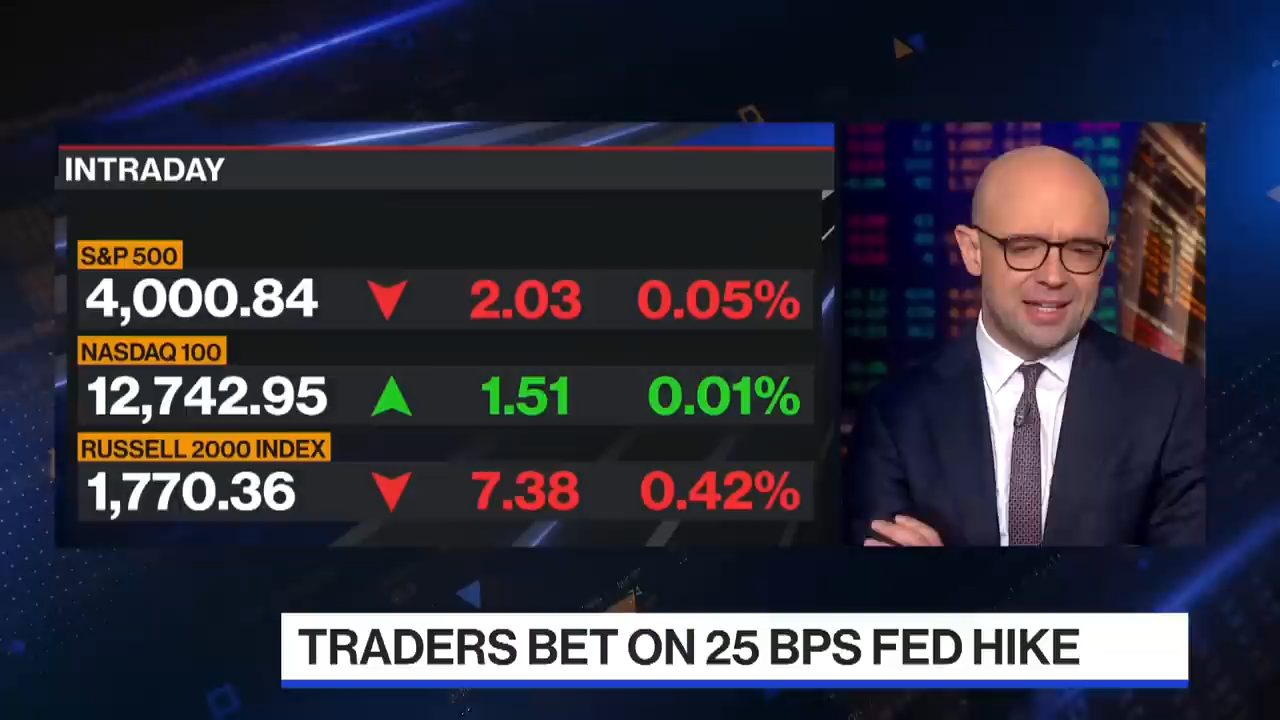 INTRADAY
S&P 500
4,000.84 ▼ 2.03 0.05%
NASDAQ 100
12,742.95 ▲ 1.51 0.01%
RUSSELL 2000 INDEX
1,770.36 ▼ 7.38 0.42%
TRADERS BET ON 25 BPS FED HIKE